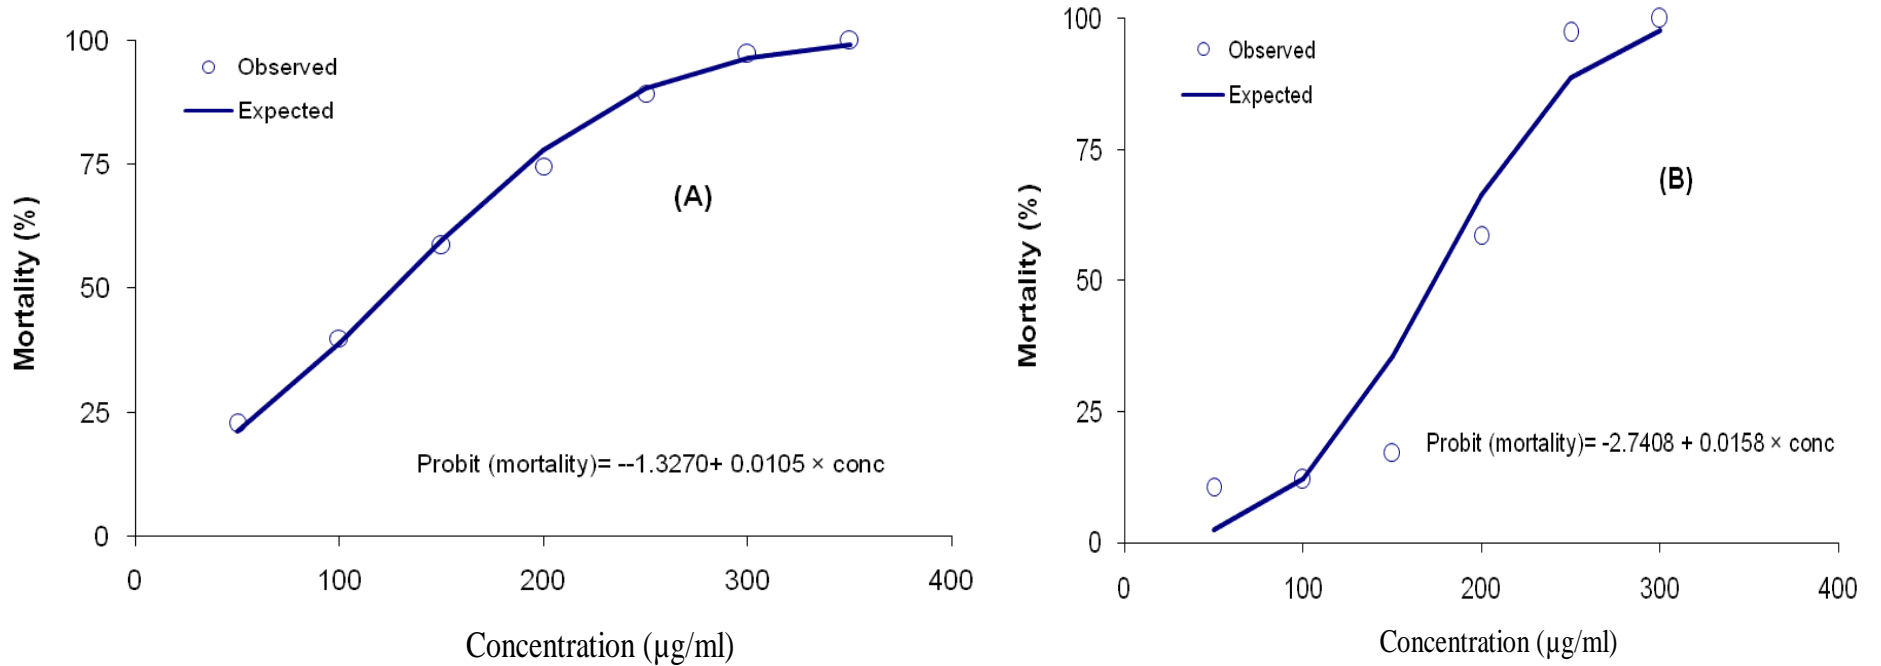 100
75
50
25
0
0
100
200
300
400
Observed
Expected
(A)
Probit (mortality)= --1.3270+ 0.0105 × conc
Mortality (%)
Concentration (µg/ml)
100
75
50
25
0
0
100
200
300
400
Observed
Expected
(B)
Probit (mortality)= -2.7408 + 0.0158 × conc
Mortality (%)
Concentration (µg/ml)